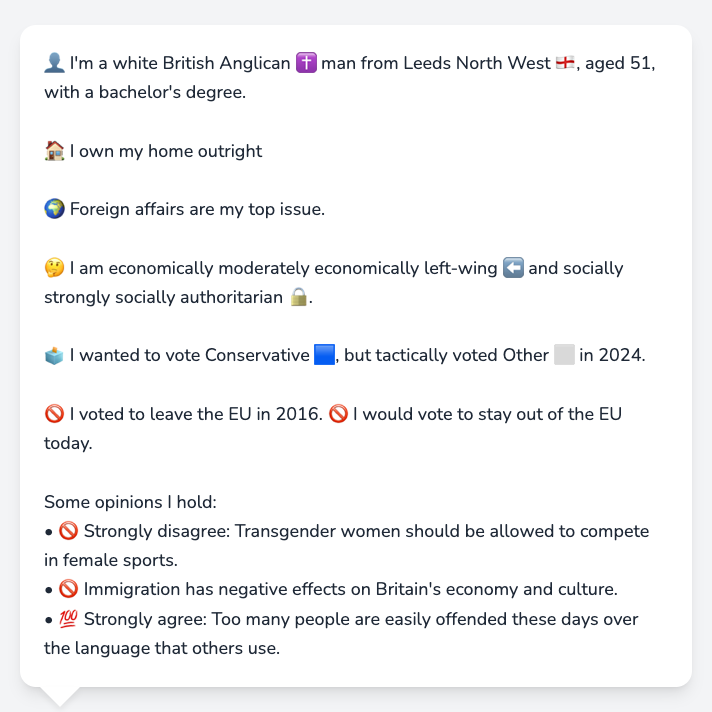 👤 I'm a white British Anglican ✝️ man from Leeds North West 🏴󠁧󠁢󠁥󠁮󠁧󠁿, aged 51,
with a bachelor's degree.
🏠 I own my home outright
🌍 Foreign affairs are my top issue.
🤔 I am economically moderately economically left-wing ⬅️ and socially
strongly socially authoritarian 🔒.
🗳️ I wanted to vote Conservative 🟦, but tactically voted Other ⬜ in 2024.
🚫 I voted to leave the EU in 2016. 🚫 I would vote to stay out of the EU
today.
Some opinions I hold:
• 🚫 Strongly disagree: Transgender women should be allowed to compete
in female sports.
• 🚫 Immigration has negative effects on Britain's economy and culture.
• 💯 Strongly agree: Too many people are easily offended these days over
the language that others use.